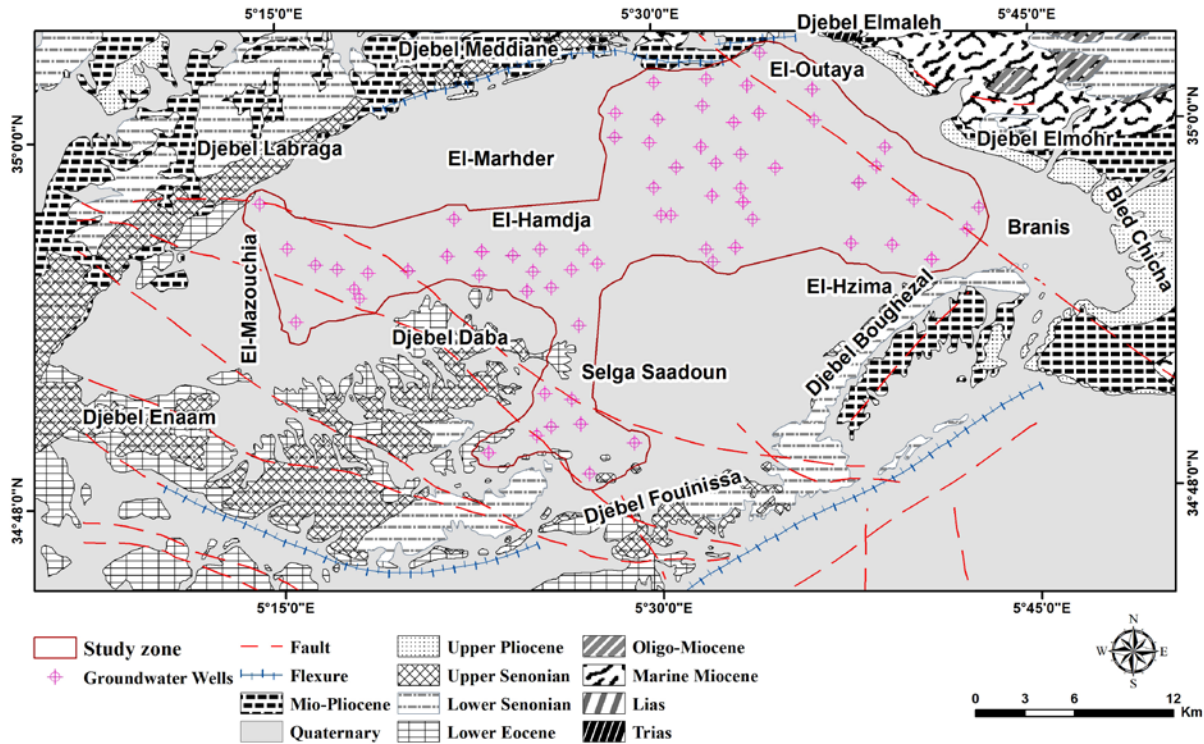 5°15'0"E
5°30'0"E
5°45'0"E
Djebel Elmaleh
Djebel Meddiane
El-Outaya
35°0'0"N
35°0'0"N
Djebel Labraga
El-Marhder
Djebel Elmohr
El-Hamdja
Branis
Bled Chicha
El-Mazouchia
El-Hzima
Djebel Boughezal
Djebel Daba
Selga Saadoun
Djebel Enaam
Djebel Fouinissa
34°48'0"N
34°48'0"N
5°15'0"E
5°30'0"E
5°45'0"E
Study zone
Fault
Upper Pliocene
Oligo-Miocene
Groundwater Wells
Flexure
Upper Senonian
Marine Miocene
Mio-Pliocene
Lower Senonian
Lias
Quaternary
Lower Eocene
Trias
N
W E
S
0 3 6 12
Km